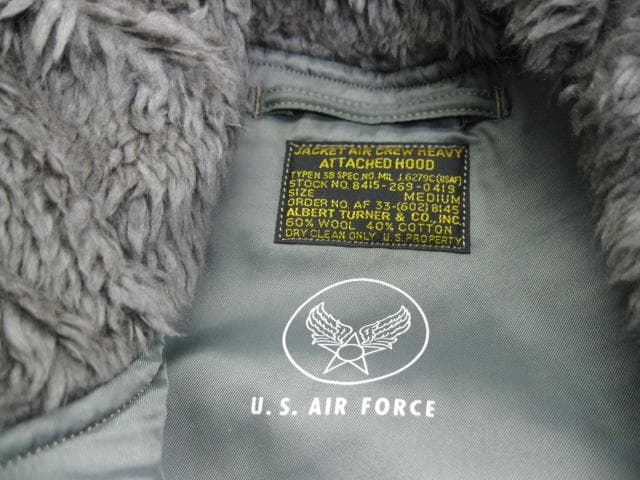 JACKET AIR CREW HEAVY
ATTACHED HOOD
TYPE N 3B SPEC. NO. MIL J.6279C (USAF)
STOCK NO. 8415-269-0419
SIZE MEDIUM
ORDER NO. AF 33-(602) 8145
ALBERT TURNER & CO., INC.
60% WOOL 40% COTTON
DRY CLEAN ONLY U.S. PROPERTY
U.S. AIR FORCE